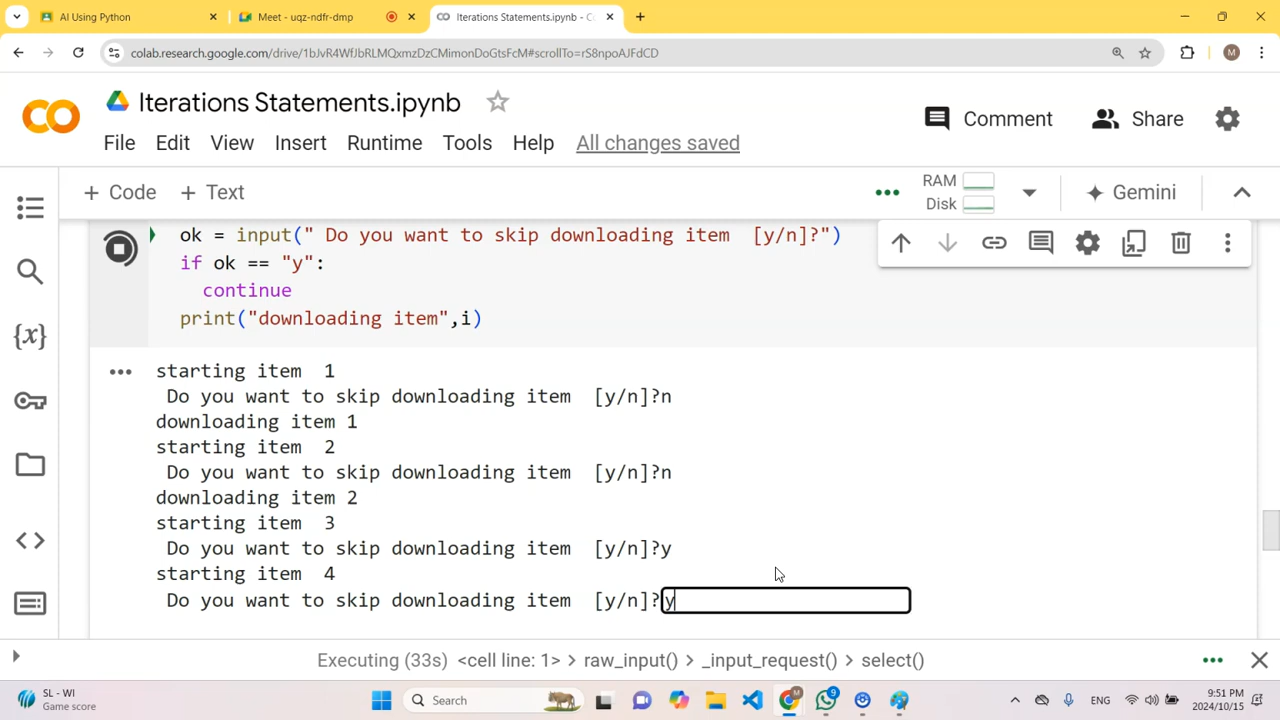 AI Using Python
Meet - uqz-ndfr-dmp
Iterations Statements.ipynb - Co
colab.research.google.com/drive/1bJvR4WfJbRLMQxmzDzCMimonDoGtsFcM#scrollTo=rS8npoAJFdCD
M
Iterations Statements.ipynb
Comment
Share
File Edit View Insert Runtime Tools Help All changes saved
+ Code + Text
RAM
Disk
Gemini
ok = input(" Do you want to skip downloading item  [y/n]?")
if ok == "y":
continue
print("downloading item",i)
starting item  1
Do you want to skip downloading item  [y/n]?n
downloading item 1
starting item  2
Do you want to skip downloading item  [y/n]?n
downloading item 2
starting item  3
Do you want to skip downloading item  [y/n]?y
starting item  4
Do you want to skip downloading item  [y/n]?y
Executing (33s) <cell line: 1> > raw_input() > _input_request() > select()
SL - WI
Game score
Search
9
ENG
9:51 PM
2024/10/15